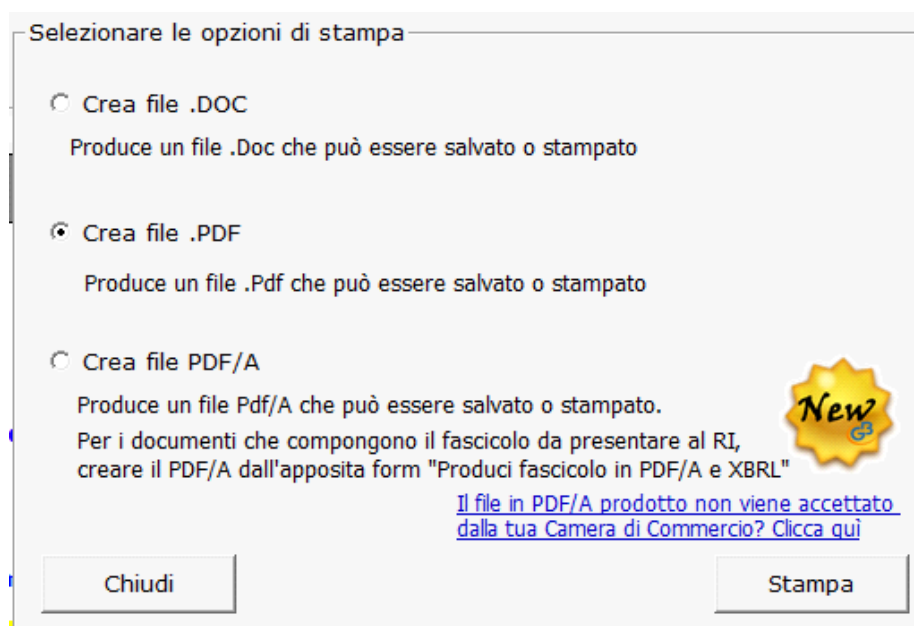 Selezionare le opzioni di stampa
Crea file .DOC
Produce un file .Doc che può essere salvato o stampato
Crea file .PDF
Produce un file .Pdf che può essere salvato o stampato
Crea file PDF/A
Produce un file Pdf/A che può essere salvato o stampato.
Per i documenti che compongono il fascicolo da presentare al RI,
creare il PDF/A dall'apposita form "Produci fascicolo in PDF/A e XBRL"
New
GB
Il file in PDF/A prodotto non viene accettato
dalla tua Camera di Commercio? Clicca quì
Chiudi
Stampa